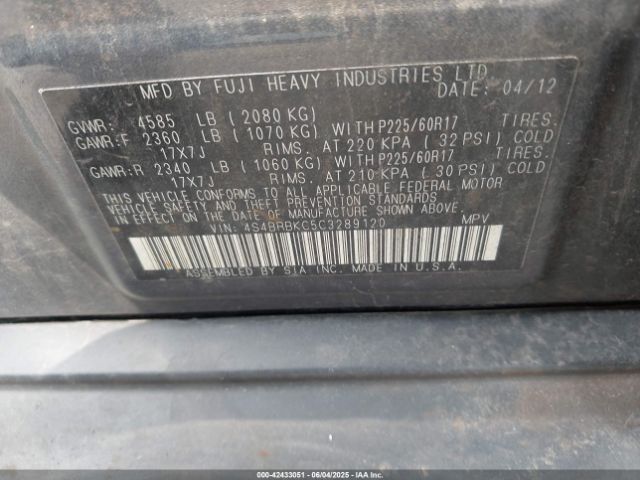 MFD BY FUJI HEAVY INDUSTRIES LTD. DATE: 04/12
GVWR: 4585 LB (2080 KG)
GAWR:F 2360 LB (1070 KG) WITH P225/60R17 TIRES.
17X7J RIMS. AT 220 KPA (32 PSI) COLD
GAWR:R 2340 LB (1060 KG) WITH P225/60R17 TIRES.
17X7J RIMS. AT 210 KPA (30 PSI) COLD
THIS VEHICLE CONFORMS TO ALL APPLICABLE FEDERAL MOTOR
VEHICLE SAFETY AND THEFT PREVENTION STANDARDS
IN EFFECT ON THE DATE OF MANUFACTURE SHOWN ABOVE.
VIN: 4S4BRBKC5C3289120 MPV
ASSEMBLED BY SIA INC. MADE IN U.S.A.
000-42433051 - 06/04/2025 - IAAI.COM